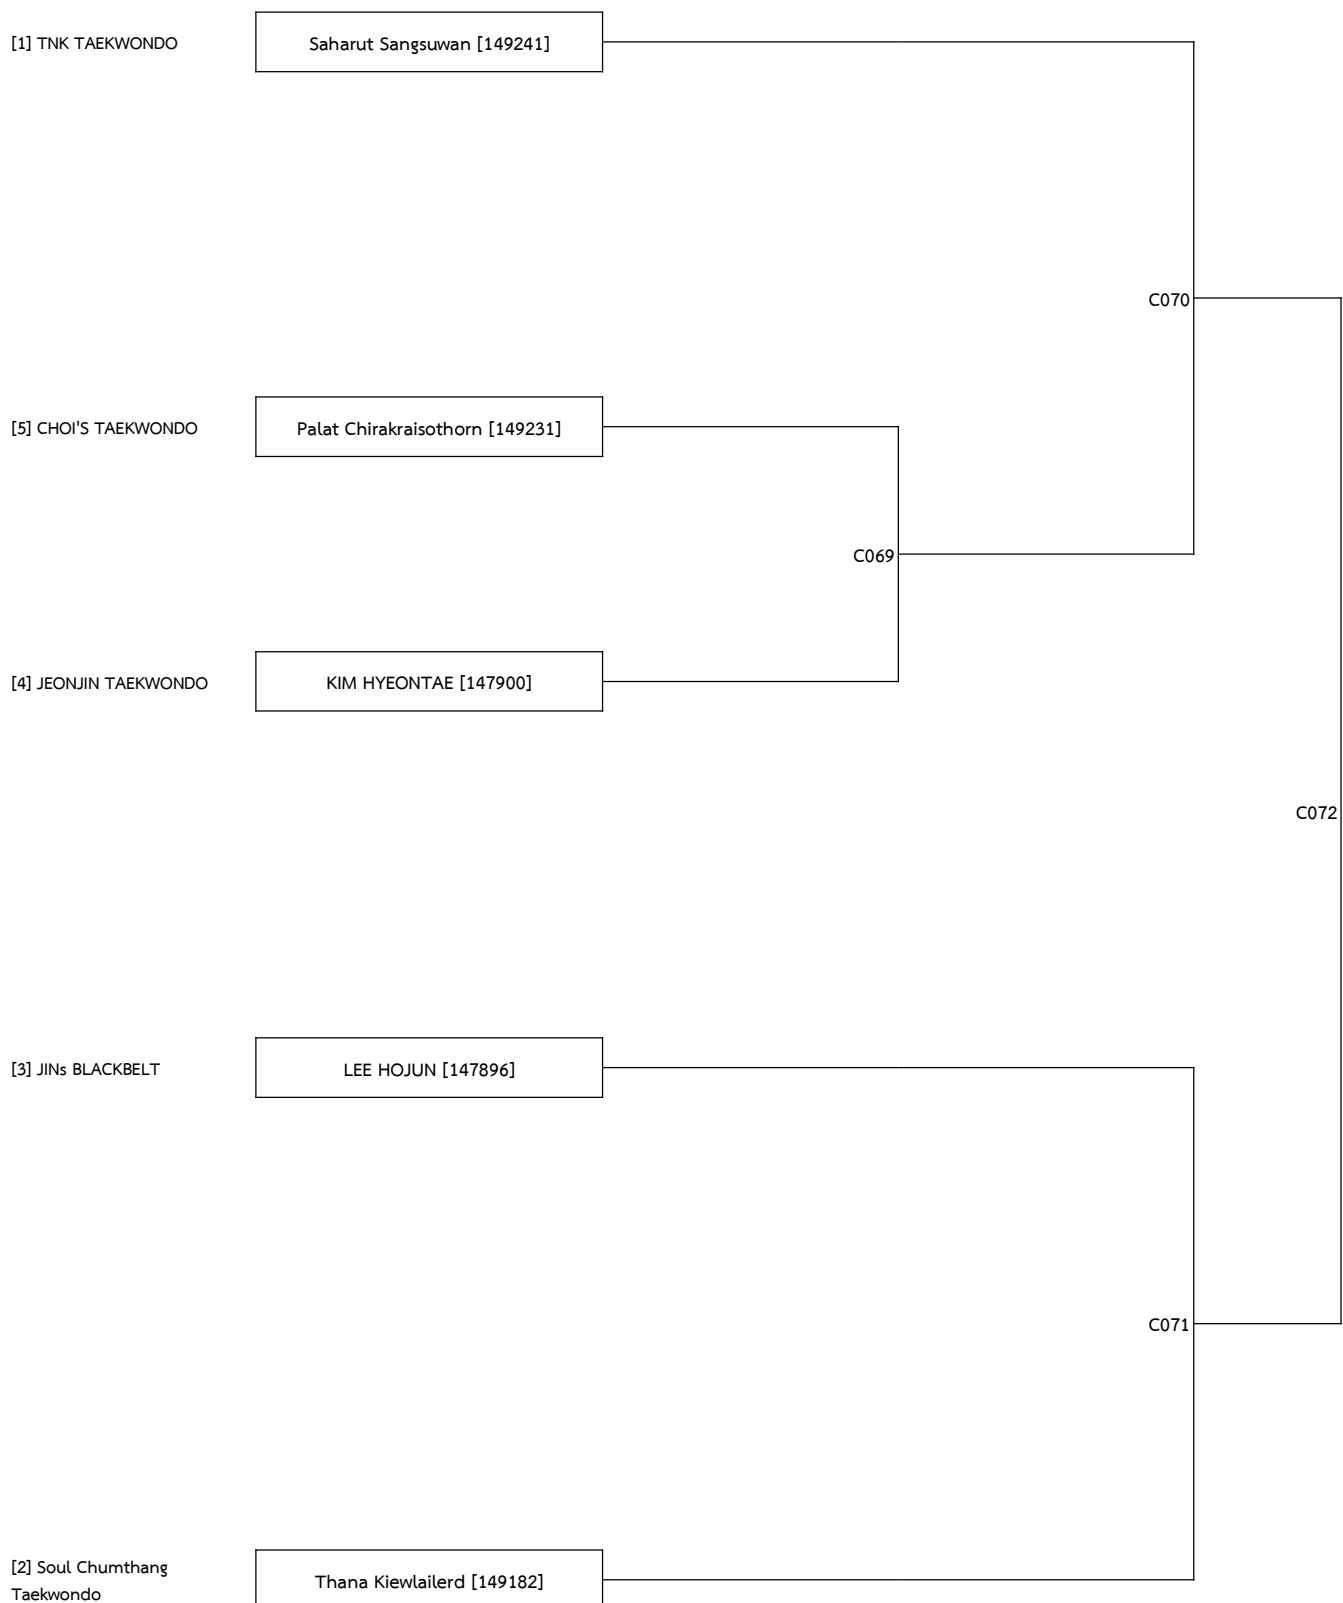 [1] TNK TAEKWONDO
Saharut Sangsuwan [149241]
C070
[5] CHOI'S TAEKWONDO
Palat Chirakraisothorn [149231]
C069
[4] JEONJIN TAEKWONDO
KIM HYEONTAE [147900]
C072
[3] JINs BLACKBELT
LEE HOJUN [147896]
C071
[2] Soul Chumthang
Taekwondo
Thana Kiewlailerd [149182]